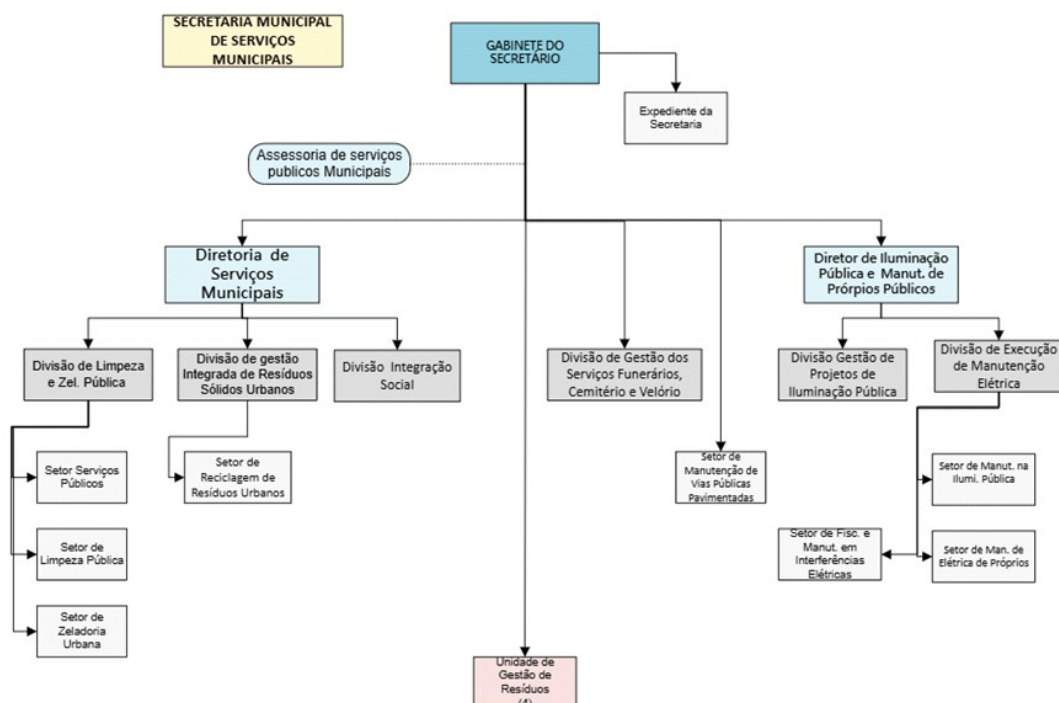 SECRETARIA MUNICIPAL
DE SERVIÇOS
MUNICIPAIS
GABINETE DO
SECRETÁRIO
Expediente da
Secretaria
Assessoria de serviços
publicos Municipais
Diretoria de
Serviços
Municipais
Diretor de Iluminação
Pública e Manut. de
Prórpios Públicos
Divisão de Limpeza
e Zel. Pública
Divisão de gestão
Integrada de Resíduos
Sólidos Urbanos
Divisão Integração
Social
Divisão de Gestão dos
Serviços Funerários,
Cemitério e Velório
Divisão Gestão de
Projetos de
Iluminação Pública
Divisão de Execução
de Manutenção
Elétrica
Setor Serviços
Públicos
Setor de
Reciclagem de
Resíduos Urbanos
Setor de
Manutenção de
Vias Públicas
Pavimentadas
Setor de Manut. na
Ilumi. Pública
Setor de
Limpeza Pública
Setor de Fisc. e
Manut. em
Interferências
Elétricas
Setor de Man. de
Elétrica de Próprios
Setor de
Zeladoria
Urbana
Unidade de
Gestão de
Resíduos
(4)